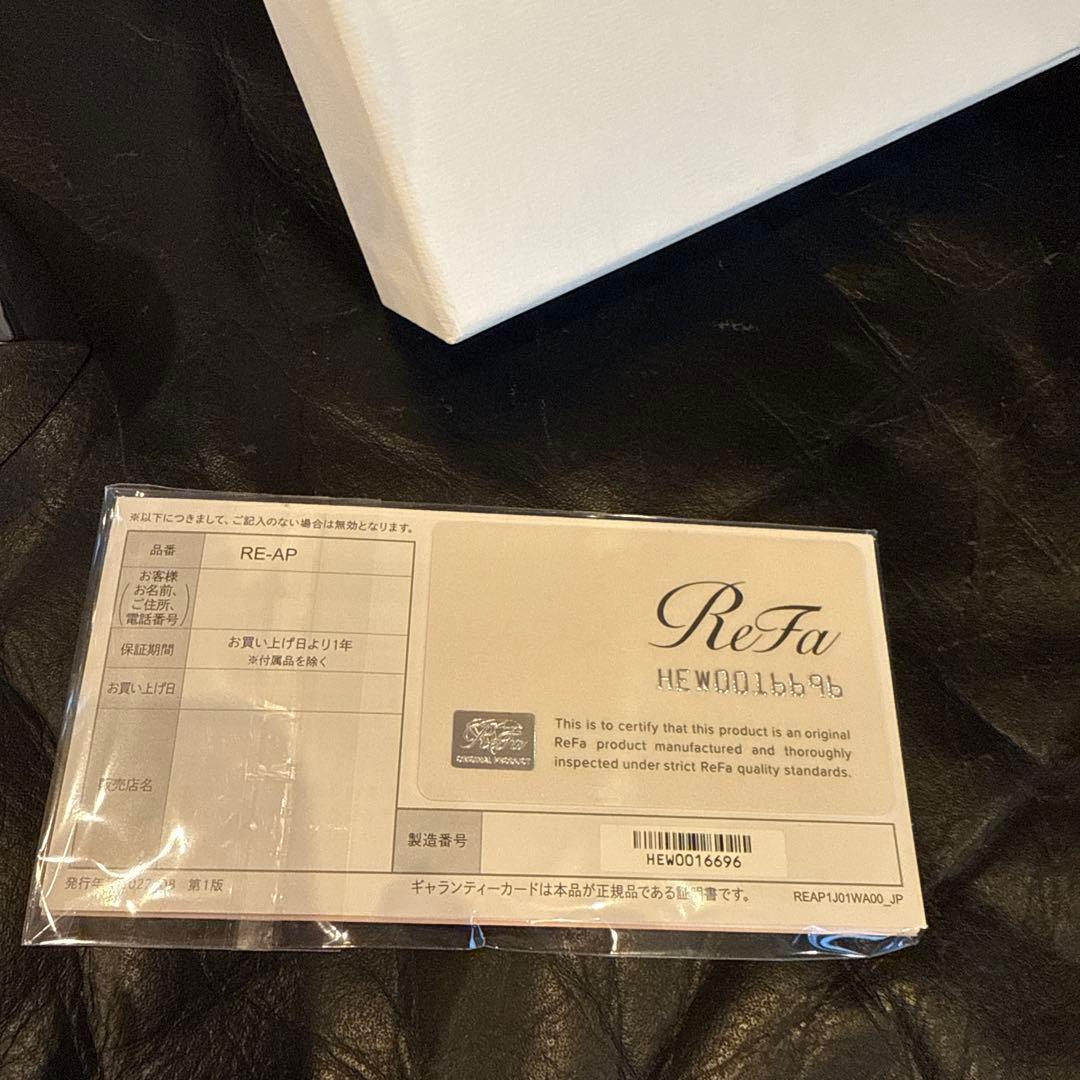 ※以下につきまして、ご記入のない場合は無効となります。
品番 RE-AP
お客様
(お名前、
ご住所、
電話番号)
保証期間 お買い上げ日より1年
※付属品を除く
お買い上げ日
販売店名
発行年 第1版
ReFa
HEW0016696
ReFa
ORIGINAL PRODUCT
This is to certify that this product is an original
ReFa product manufactured and thoroughly
inspected under strict ReFa quality standards.
製造番号
HEW0016696
ギャランティーカードは本品が正規品である証明書です。
REAP1J01WA00_JP